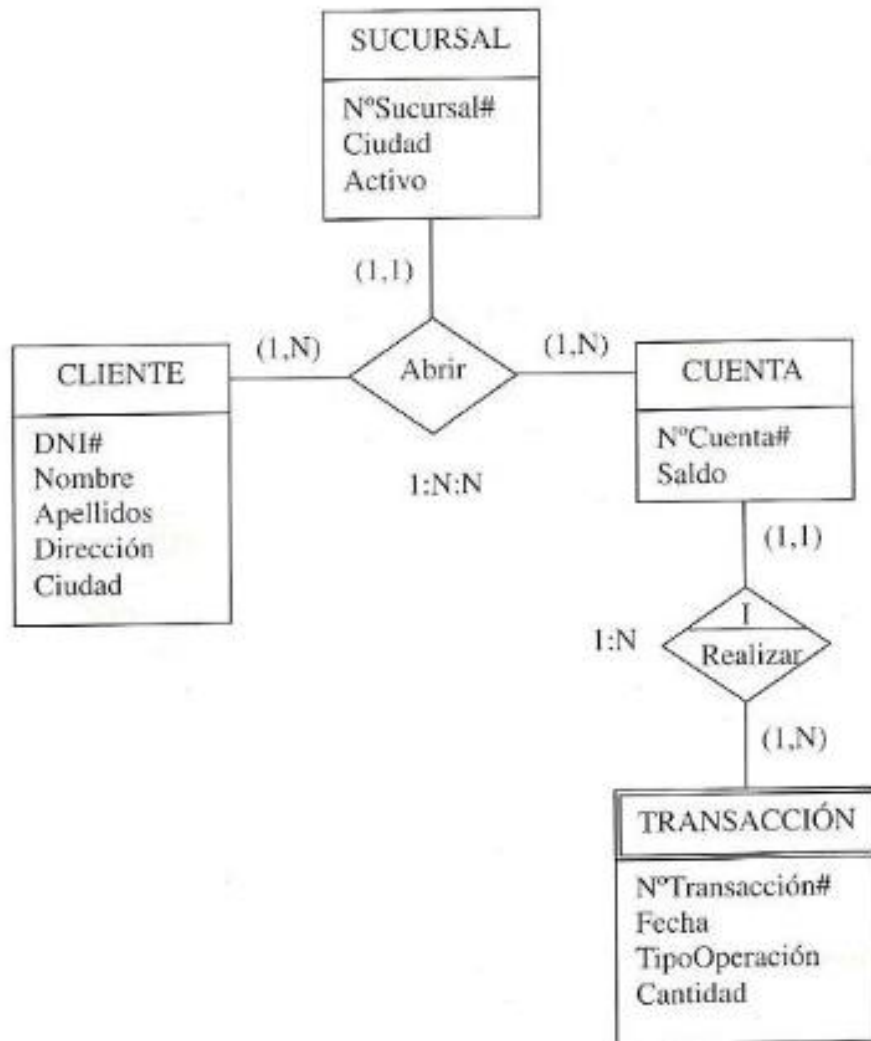 SUCURSAL
NºSucursal#
Ciudad
Activo
(1,1)
(1,N)
Abrir
(1,N)
CLIENTE
DNI#
Nombre
Apellidos
Dirección
Ciudad
1:N:N
CUENTA
NºCuenta#
Saldo
(1,1)
I
Realizar
1:N
(1,N)
TRANSACCIÓN
NºTransacción#
Fecha
TipoOperación
Cantidad